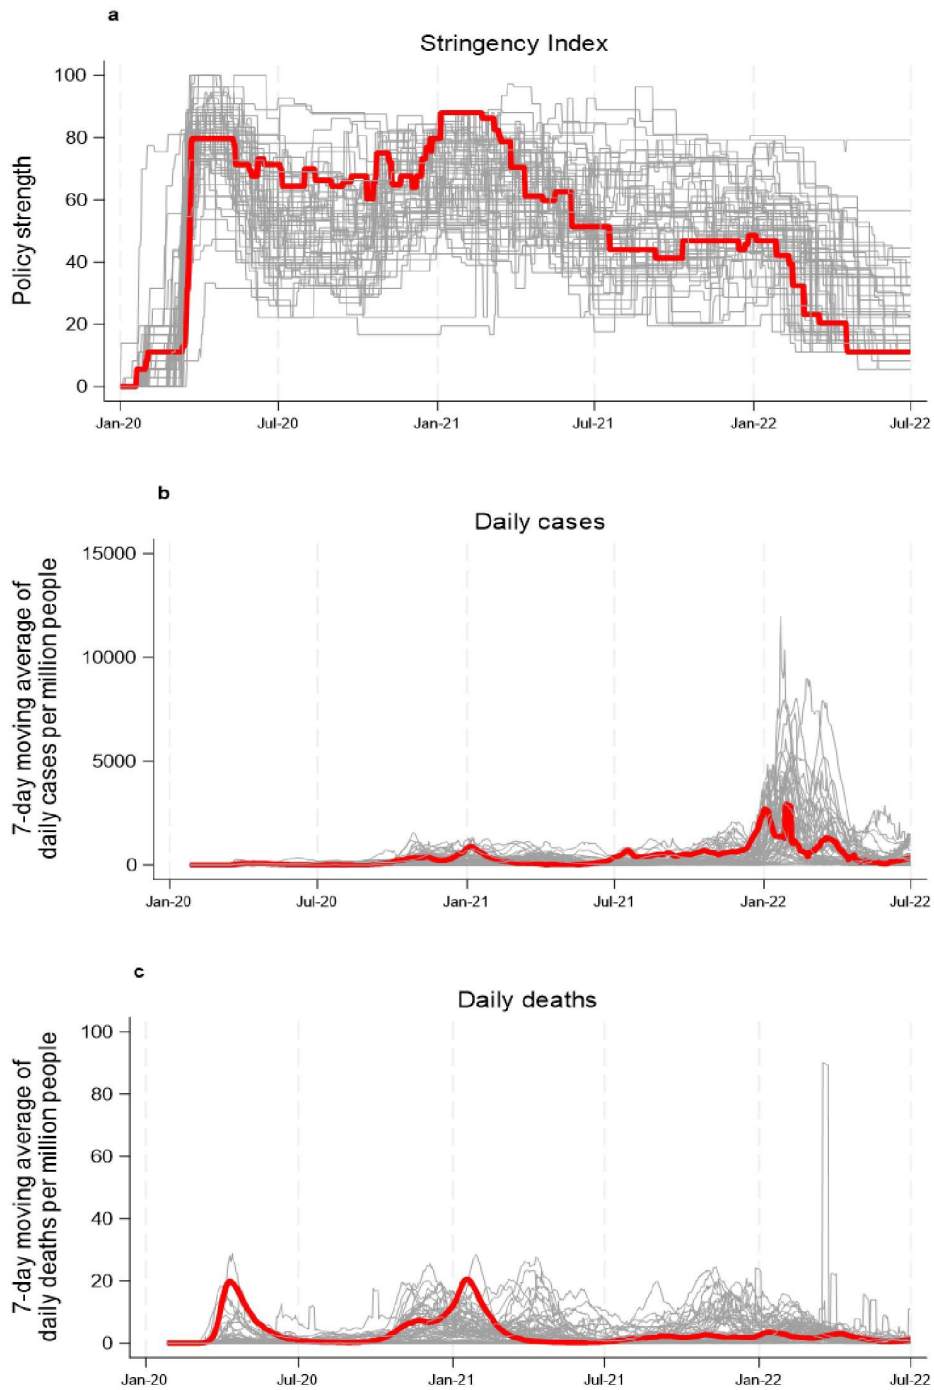 a
Stringency Index
Policy strength
100
80
60
40
20
0
Jan-20 Jul-20 Jan-21 Jul-21 Jan-22 Jul-22
b
Daily cases
7-day moving average of
daily cases per million people
15000
10000
5000
0
Jan-20 Jul-20 Jan-21 Jul-21 Jan-22 Jul-22
c
Daily deaths
7-day moving average of
daily deaths per million people
100
80
60
40
20
0
Jan-20 Jul-20 Jan-21 Jul-21 Jan-22 Jul-22